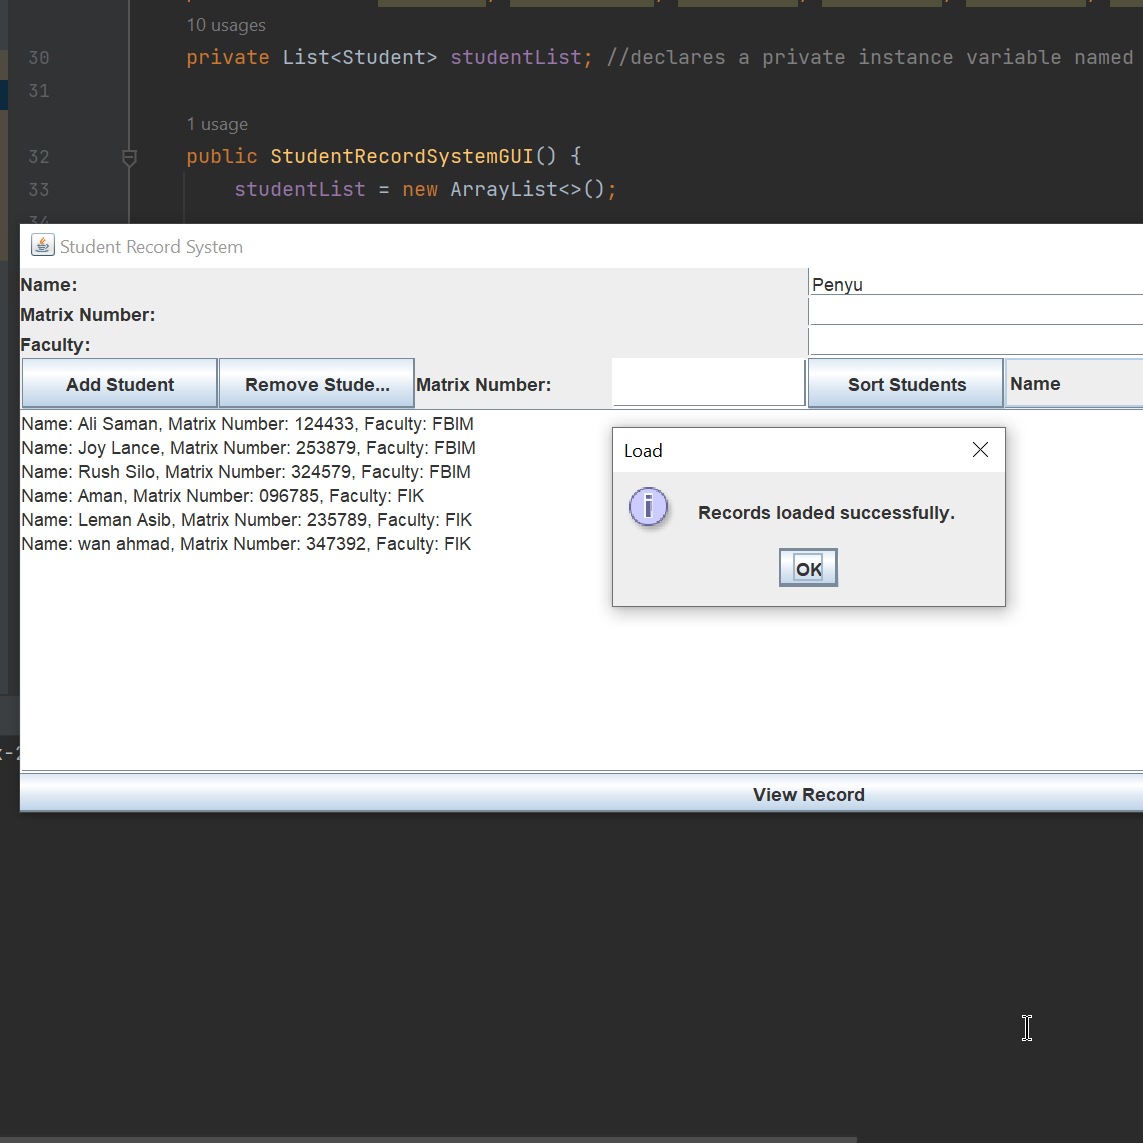 10 usages
30 private List<Student> studentList; //declares a private instance variable named
31
1 usage
32 public StudentRecordSystemGUI() {
33 studentList = new ArrayList<>();
34
Student Record System
Name: Penyu
Matrix Number:
Faculty:
Add Student Remove Stude... Matrix Number: Sort Students Name
Name: Ali Saman, Matrix Number: 124433, Faculty: FBIM
Name: Joy Lance, Matrix Number: 253879, Faculty: FBIM
Name: Rush Silo, Matrix Number: 324579, Faculty: FBIM
Name: Aman, Matrix Number: 096785, Faculty: FIK
Name: Leman Asib, Matrix Number: 235789, Faculty: FIK
Name: wan ahmad, Matrix Number: 347392, Faculty: FIK
Load
Records loaded successfully.
OK
View Record